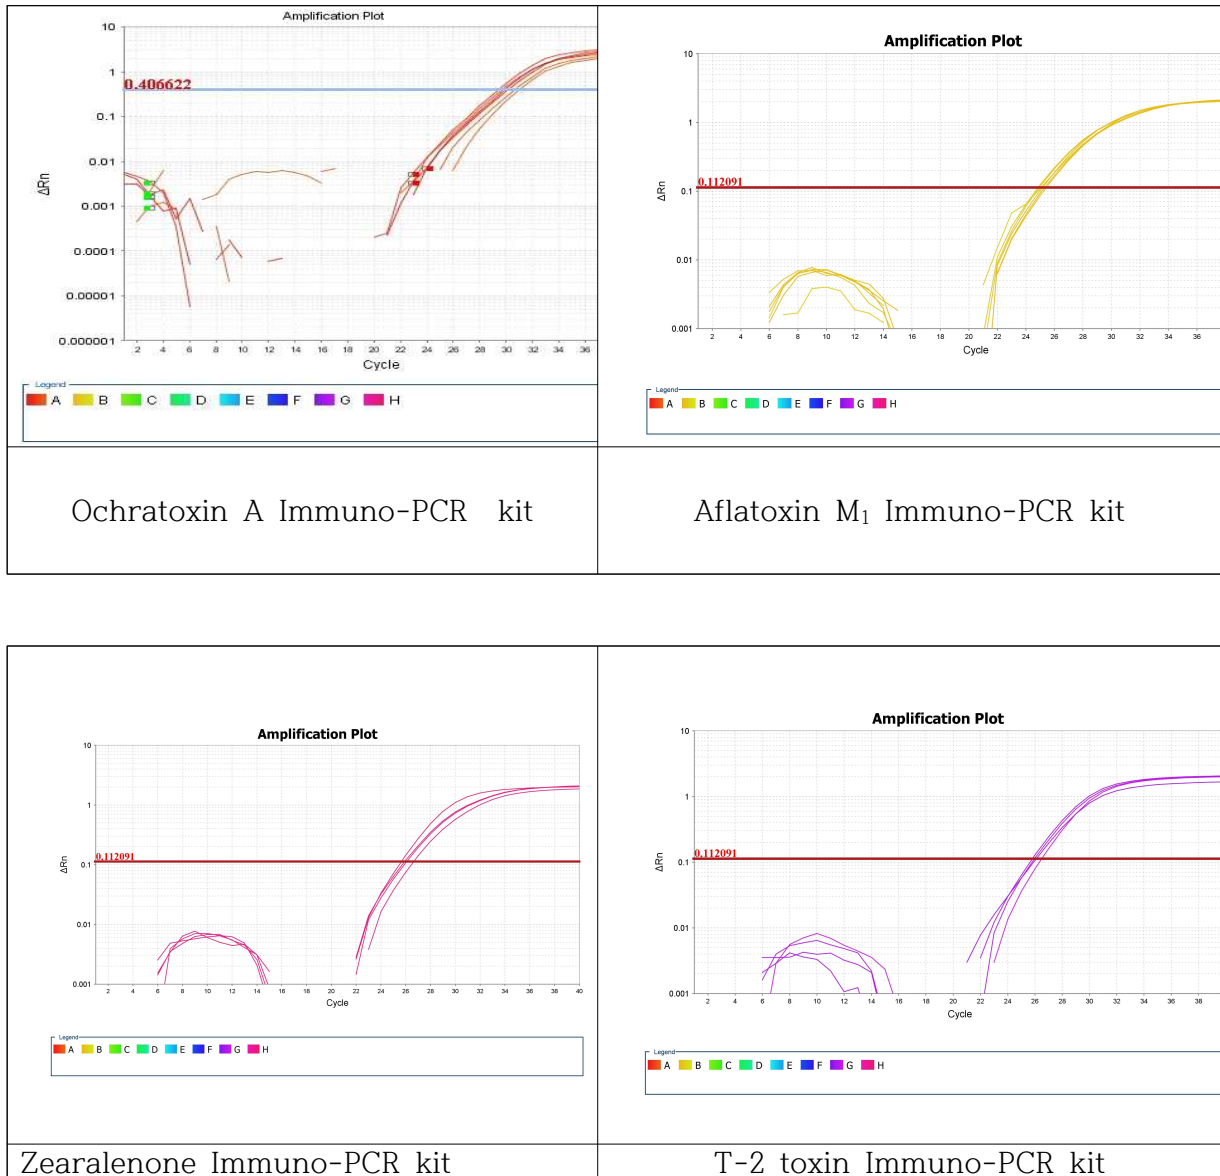 Amplification Plot
10
1
0.406622
0.1
0.01
0.001
0.0001
0.00001
0.000001
ΔRn
2 4 6 8 10 12 14 16 18 20 22 24 26 28 30 32 34 36
Cycle
Legend
A B C D E F G H
Ochratoxin A Immuno-PCR kit
Amplification Plot
10
1
0.112091
0.1
0.01
0.001
ΔRn
2 4 6 8 10 12 14 16 18 20 22 24 26 28 30 32 34 36
Cycle
Legend
A B C D E F G H
Aflatoxin M₁ Immuno-PCR kit
Amplification Plot
10
1
0.112091
0.1
0.01
0.001
ΔRn
2 4 6 8 10 12 14 16 18 20 22 24 26 28 30 32 34 36 38 40
Cycle
Legend
A B C D E F G H
Zearalenone Immuno-PCR kit
Amplification Plot
10
1
0.112091
0.1
0.01
0.001
ΔRn
2 4 6 8 10 12 14 16 18 20 22 24 26 28 30 32 34 36 38
Cycle
Legend
A B C D E F G H
T-2 toxin Immuno-PCR kit